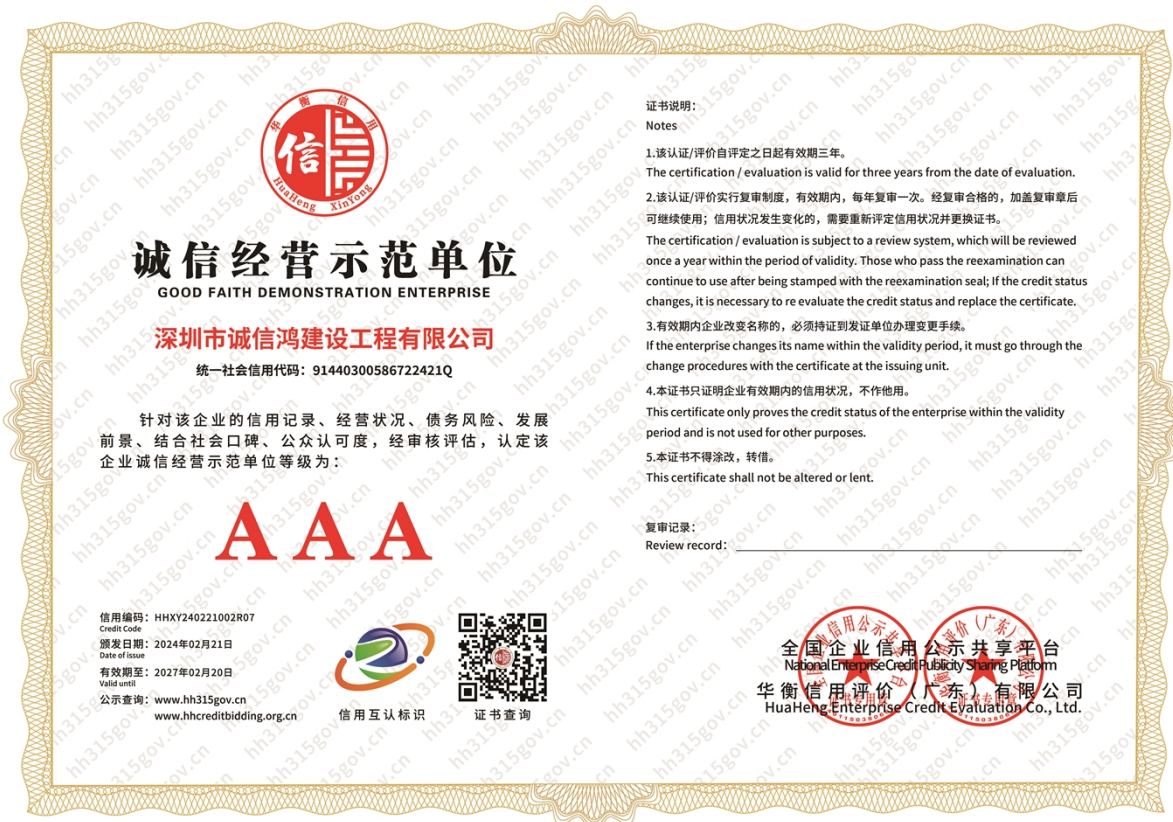 华衡信用
信
HuaHeng XinYong
诚信经营示范单位
GOOD FAITH DEMONSTRATION ENTERPRISE
深圳市诚信鸿建设工程有限公司
统一社会信用代码：91440300586722421Q
针对该企业的信用记录、经营状况、债务风险、发展
前景、结合社会口碑、公众认可度，经审核评估，认定该
企业诚信经营示范单位等级为：
AAA
信用编码：HHXY240221002R07
Credit Code
颁发日期：2024年02月21日
Date of issue
有效期至：2027年02月20日
Valid until
公示查询：www.hh315gov.cn
www.hhcreditbidding.org.cn
信用互认标识
证书查询
证书说明：
Notes
1.该认证/评价自评定之日起有效期三年。
The certification / evaluation is valid for three years from the date of evaluation.
2.该认证/评价实行复审制度，有效期内，每年复审一次。经复审合格的，加盖复审章后
可继续使用；信用状况发生变化的，需要重新评定信用状况并更换证书。
The certification / evaluation is subject to a review system, which will be reviewed
once a year within the period of validity. Those who pass the reexamination can
continue to use after being stamped with the reexamination seal; If the credit status
changes, it is necessary to re evaluate the credit status and replace the certificate.
3.有效期内企业改变名称的，必须持证到发证单位办理变更手续。
If the enterprise changes its name within the validity period, it must go through the
change procedures with the certificate at the issuing unit.
4.本证书只证明企业有效期内的信用状况，不作他用。
This certificate only proves the credit status of the enterprise within the validity
period and is not used for other purposes.
5.本证书不得涂改，转借。
This certificate shall not be altered or lent.
复审记录：
Review record：
全国企业信用公示共享平台
National Enterprise Credit Publicity Sharing Platform
华衡信用评价（广东）有限公司
HuaHeng Enterprise Credit Evaluation Co., Ltd.
证书专用章
证书专用章
hh315gov.cn